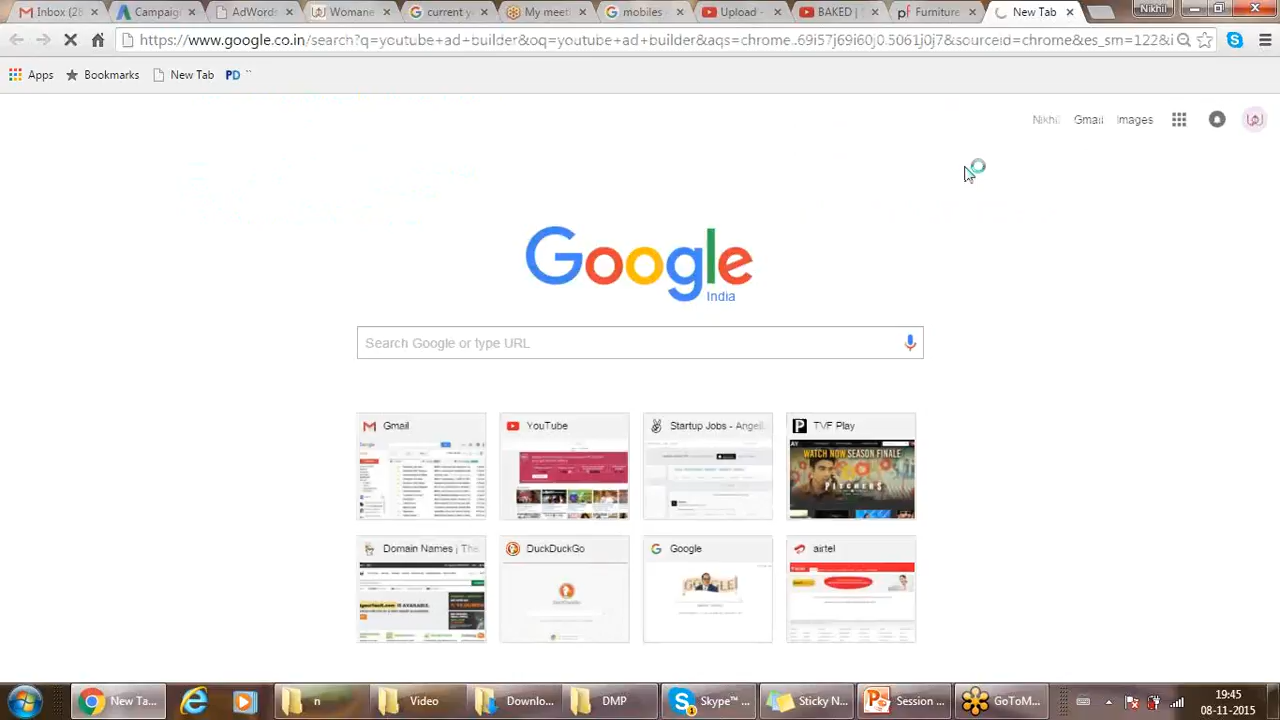 Inbox (28
Campaig
AdWords
Womane
current y
My meeti
mobiles
Upload -
BAKED |
Furniture
New Tab
Nikhil
https://www.google.co.in/search?q=youtube+ad+builder&oq=youtube+ad+builder&aqs=chrome..69i57j69i60j0.5061j0j7&sourceid=chrome&es_sm=122&i
Apps
Bookmarks
New Tab
PD
Nikhil
Gmail
Images
Google
India
Search Google or type URL
Gmail
YouTube
Startup Jobs - Angell
Play
WATCH NOW SEASON FINALE
PITCHERS
Domain Names | The
DuckDuckGo
Google
airtel
New Ta...
n
Video
Downlo...
DMP
Skype™ ...
Sticky N...
Session ...
GoToM...
19:45
08-11-2015